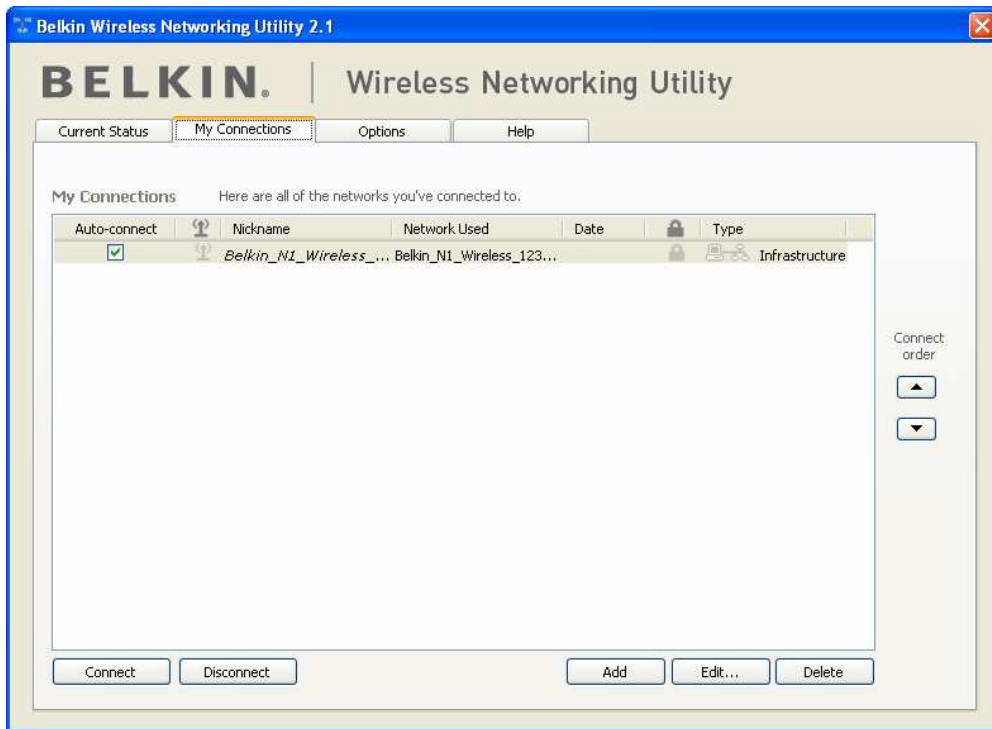 Belkin Wireless Networking Utility 2.1
BELKIN. | Wireless Networking Utility
Current Status My Connections Options Help
My Connections Here are all of the networks you've connected to.
Auto-connect Nickname Network Used Date Type
Belkin_N1_Wireless_... Belkin_N1_Wireless_123... Infrastructure
Connect
order
Connect Disconnect Add Edit... Delete